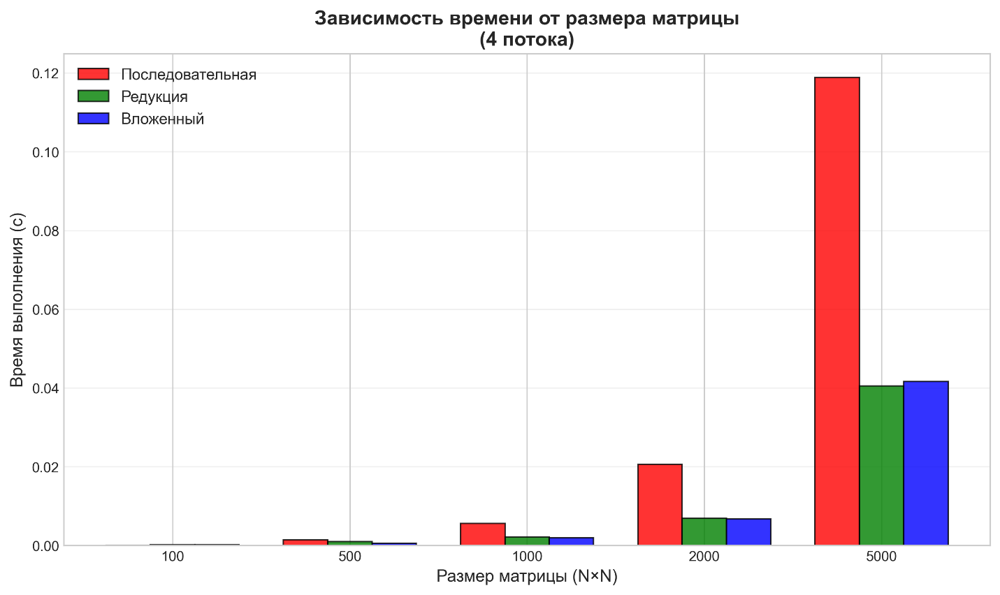 Зависимость времени от размера матрицы
(4 потока)
Последовательная
Редукция
Вложенный
Время выполнения (с)
0.12
0.10
0.08
0.06
0.04
0.02
0.00
100 500 1000 2000 5000
Размер матрицы (N×N)